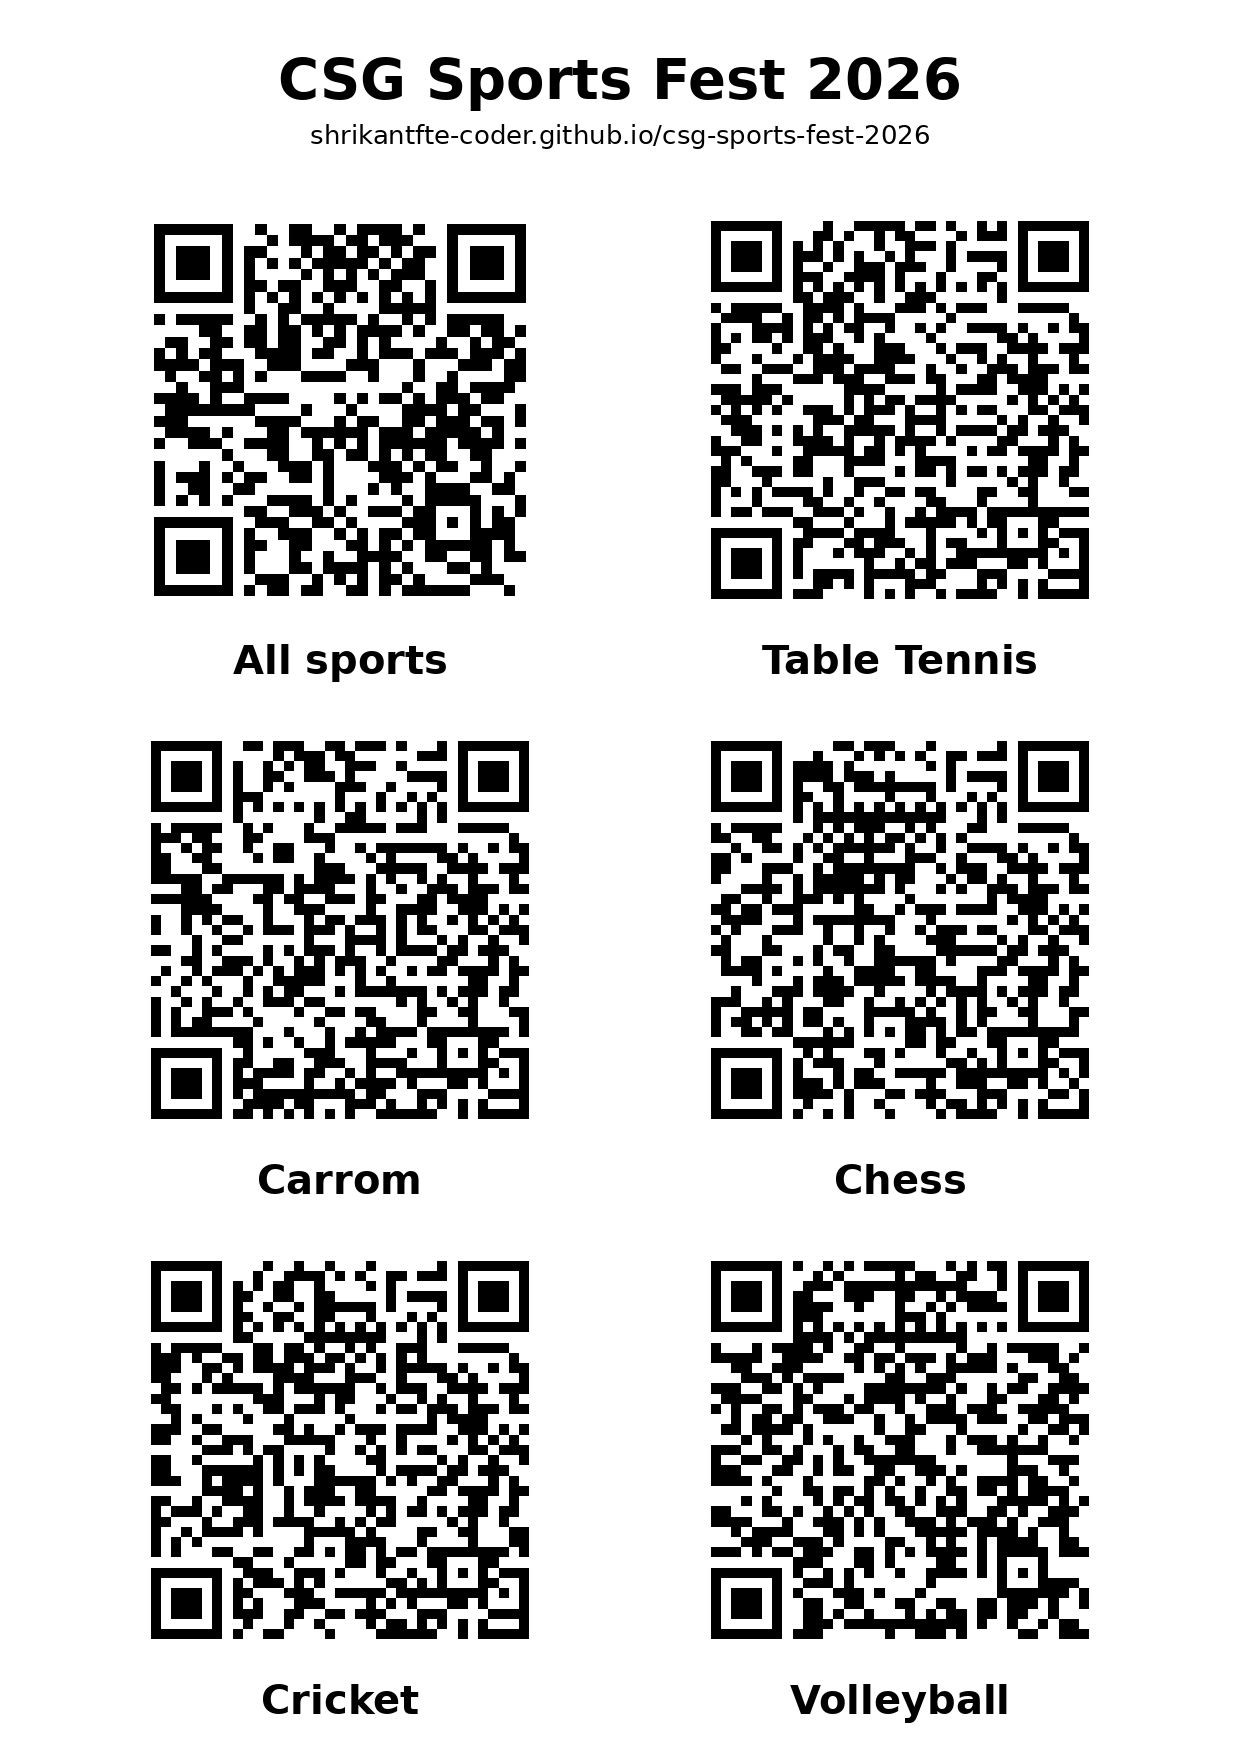 CSG Sports Fest 2026
shrikantfte-coder.github.io/csg-sports-fest-2026
All sports
Table Tennis
Carrom
Chess
Cricket
Volleyball